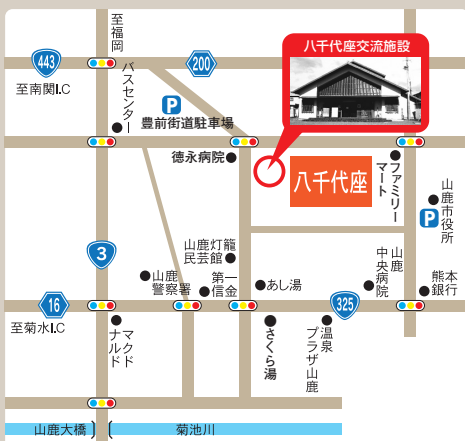 至福岡
443
200
八千代座交流施設
至南関I.C
バスセンター
P
豊前街道駐車場
徳永病院
八千代座
ファミリー
マート
山鹿市役所
P
3
山鹿灯籠
民芸館
山鹿
警察署
第一
信金
あし湯
山鹿
中央病院
熊本
銀行
16
325
至菊水I.C
マクド
ナルド
さくら湯
温泉
プラザ山鹿
山鹿大橋
菊池川